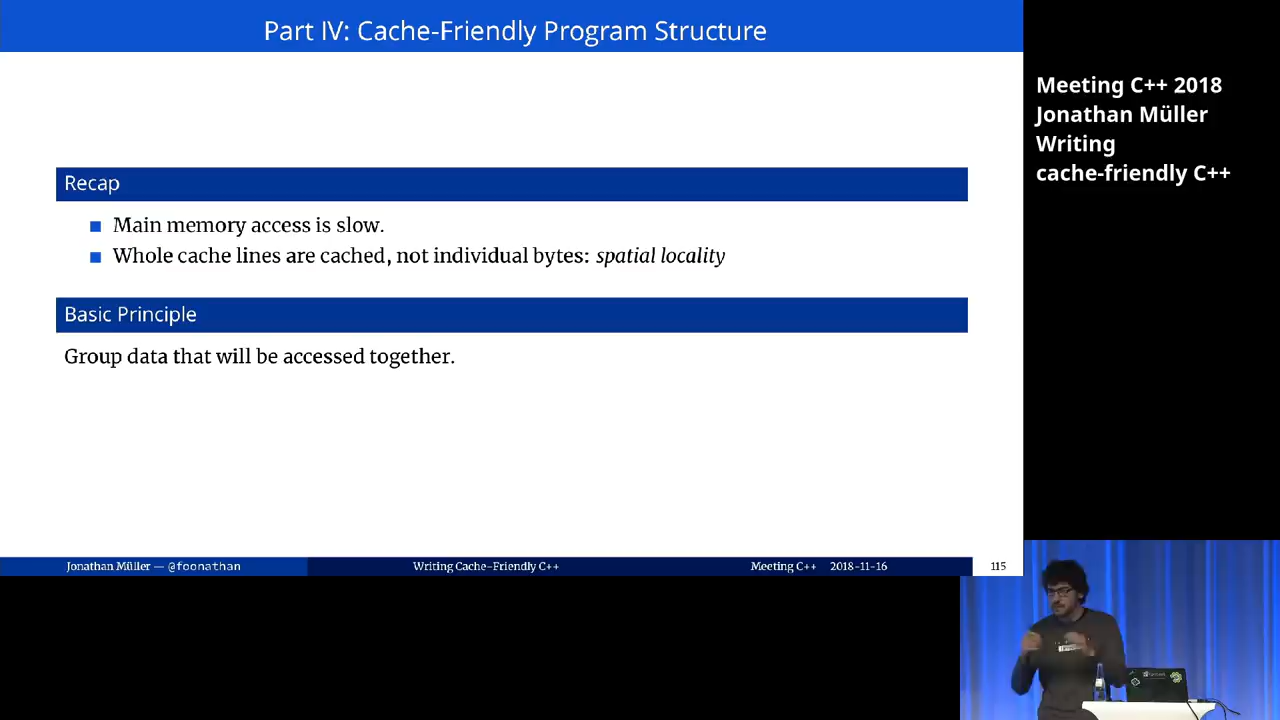 Part IV: Cache-Friendly Program Structure
Recap
Main memory access is slow.
Whole cache lines are cached, not individual bytes: spatial locality
Basic Principle
Group data that will be accessed together.
Jonathan Müller — @foonathan
Writing Cache-Friendly C++
Meeting C++ 2018-11-16
115
Meeting C++ 2018
Jonathan Müller
Writing
cache-friendly C++